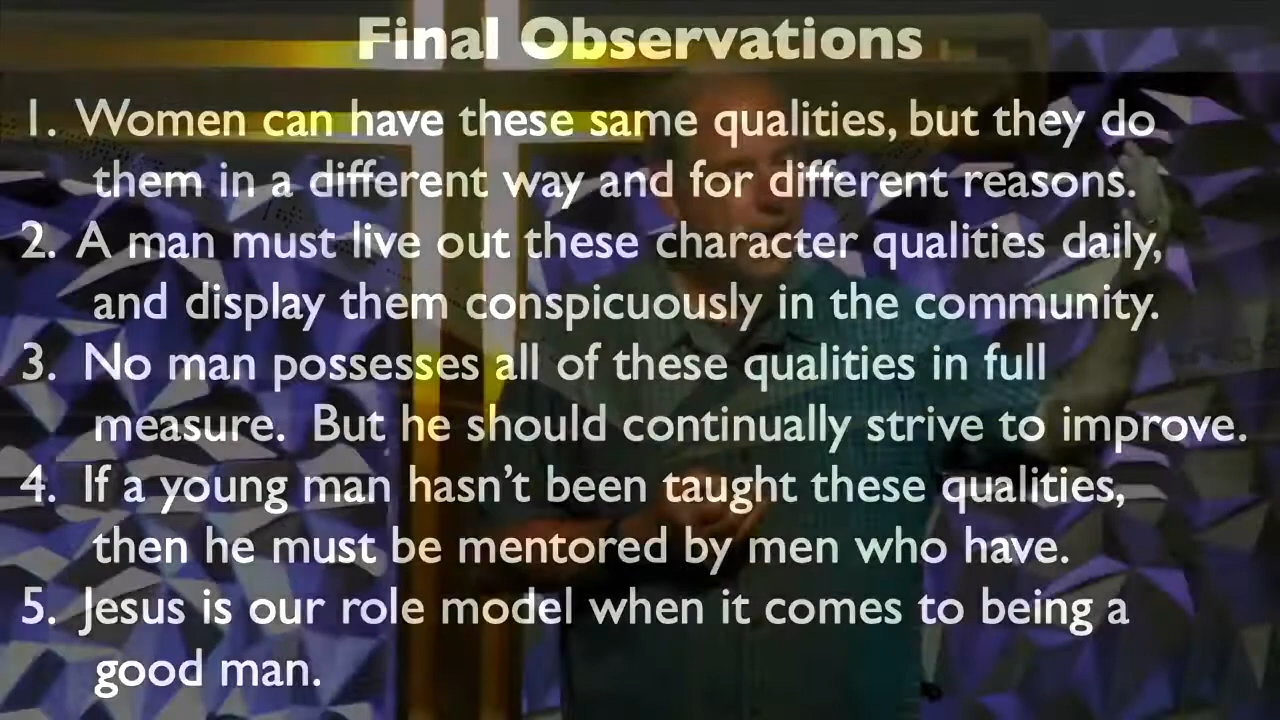 Final Observations
1. Women can have these same qualities, but they do
them in a different way and for different reasons.
2. A man must live out these character qualities daily,
and display them conspicuously in the community.
3. No man possesses all of these qualities in full
measure. But he should continually strive to improve.
4. If a young man hasn't been taught these qualities,
then he must be mentored by men who have.
5. Jesus is our role model when it comes to being a
good man.